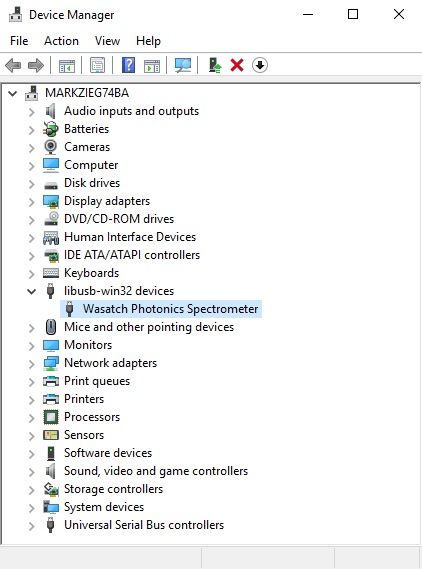 Device Manager
File Action View Help
MARKZIEG74BA
Audio inputs and outputs
Batteries
Cameras
Computer
Disk drives
Display adapters
DVD/CD-ROM drives
Human Interface Devices
IDE ATA/ATAPI controllers
Keyboards
libusb-win32 devices
Wasatch Photonics Spectrometer
Mice and other pointing devices
Monitors
Network adapters
Print queues
Printers
Processors
Sensors
Software devices
Sound, video and game controllers
Storage controllers
System devices
Universal Serial Bus controllers